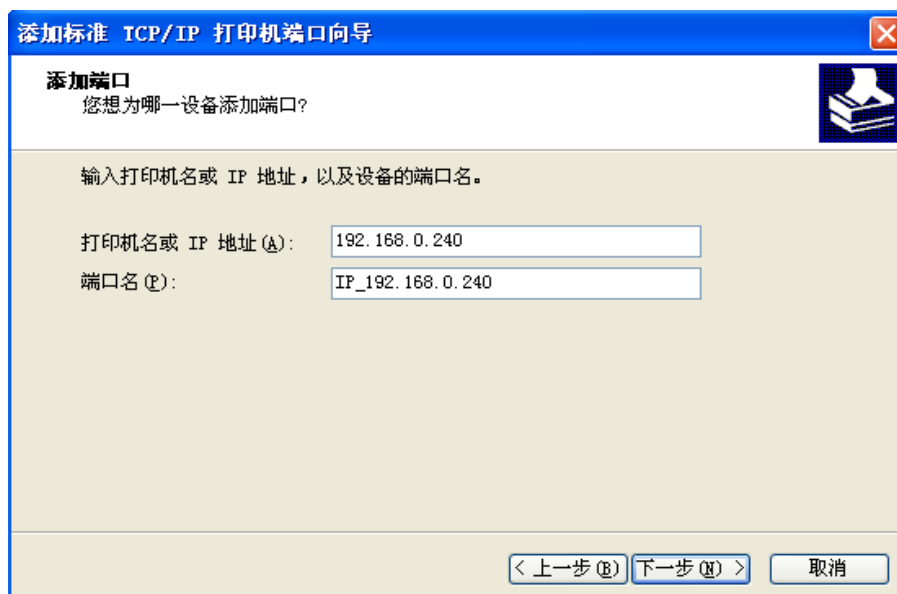 添加标准 TCP/IP 打印机端口向导
添加端口
您想为哪一设备添加端口?
输入打印机名或 IP 地址，以及设备的端口名。
打印机名或 IP 地址(A): 192.168.0.240
端口名(P): IP_192.168.0.240
< 上一步(B) 下一步(N) > 取消